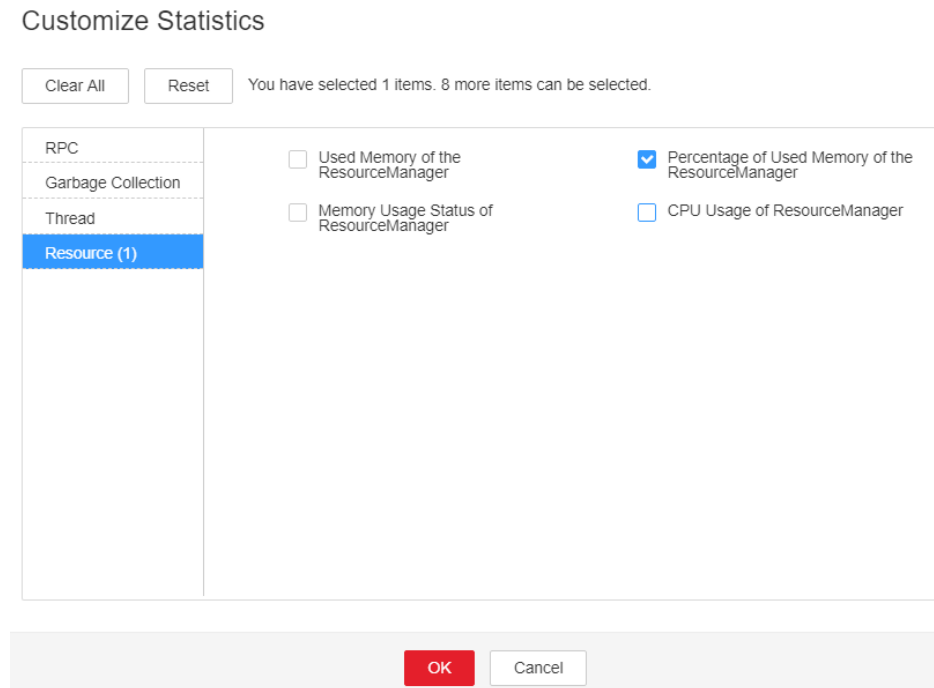 Customize Statistics
Clear All
Reset
You have selected 1 items. 8 more items can be selected.
RPC
Garbage Collection
Thread
Resource (1)
Used Memory of the
ResourceManager
Percentage of Used Memory of the
ResourceManager
Memory Usage Status of
ResourceManager
CPU Usage of ResourceManager
OK
Cancel